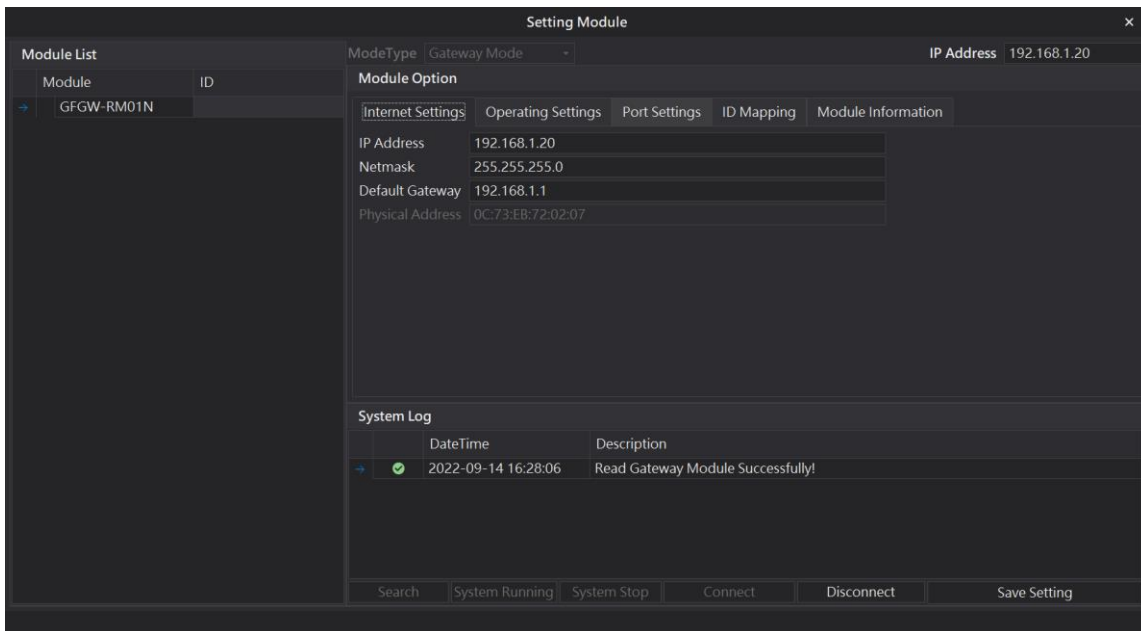 Setting Module ×
Module List
ModeType Gateway Mode
IP Address 192.168.1.20
Module ID
GFGW-RM01N
Module Option
Internet Settings Operating Settings Port Settings ID Mapping Module Information
IP Address 192.168.1.20
Netmask 255.255.255.0
Default Gateway 192.168.1.1
Physical Address 0C:73:EB:72:02:07
System Log
DateTime Description
2022-09-14 16:28:06 Read Gateway Module Successfully!
Search System Running System Stop Connect Disconnect Save Setting